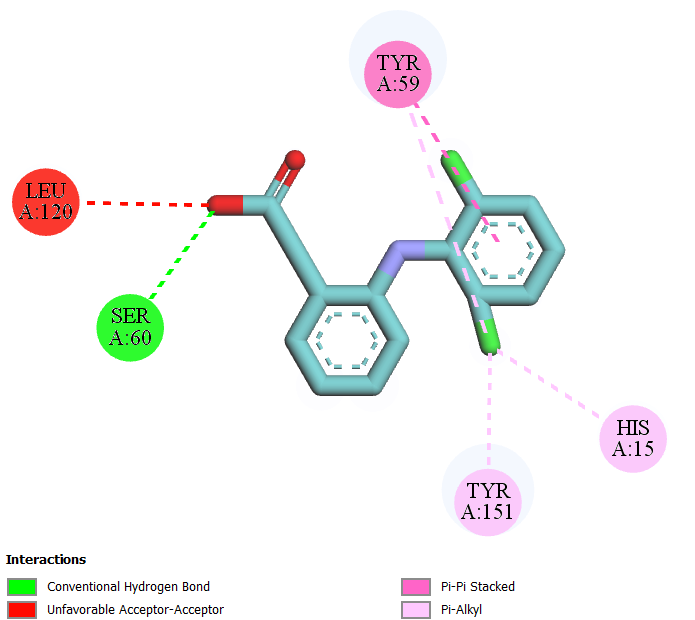 TYR
A:59
LEU
A:120
SER
A:60
HIS
A:15
TYR
A:151
Interactions
Conventional Hydrogen Bond
Unfavorable Acceptor-Acceptor
Pi-Pi Stacked
Pi-Alkyl